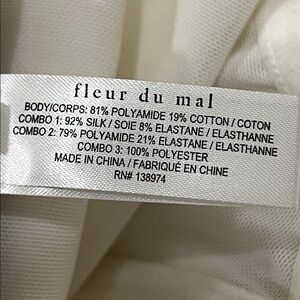 fleur du mal
BODY/CORPS: 81% POLYAMIDE 19% COTTON / COTON
COMBO 1: 92% SILK / SOIE 8% ELASTANE / ELASTHANNE
COMBO 2: 79% POLYAMIDE 21% ELASTANE / ELASTHANNE
COMBO 3: 100% POLYESTER
MADE IN CHINA / FABRIQUÉ EN CHINE
RN# 138974